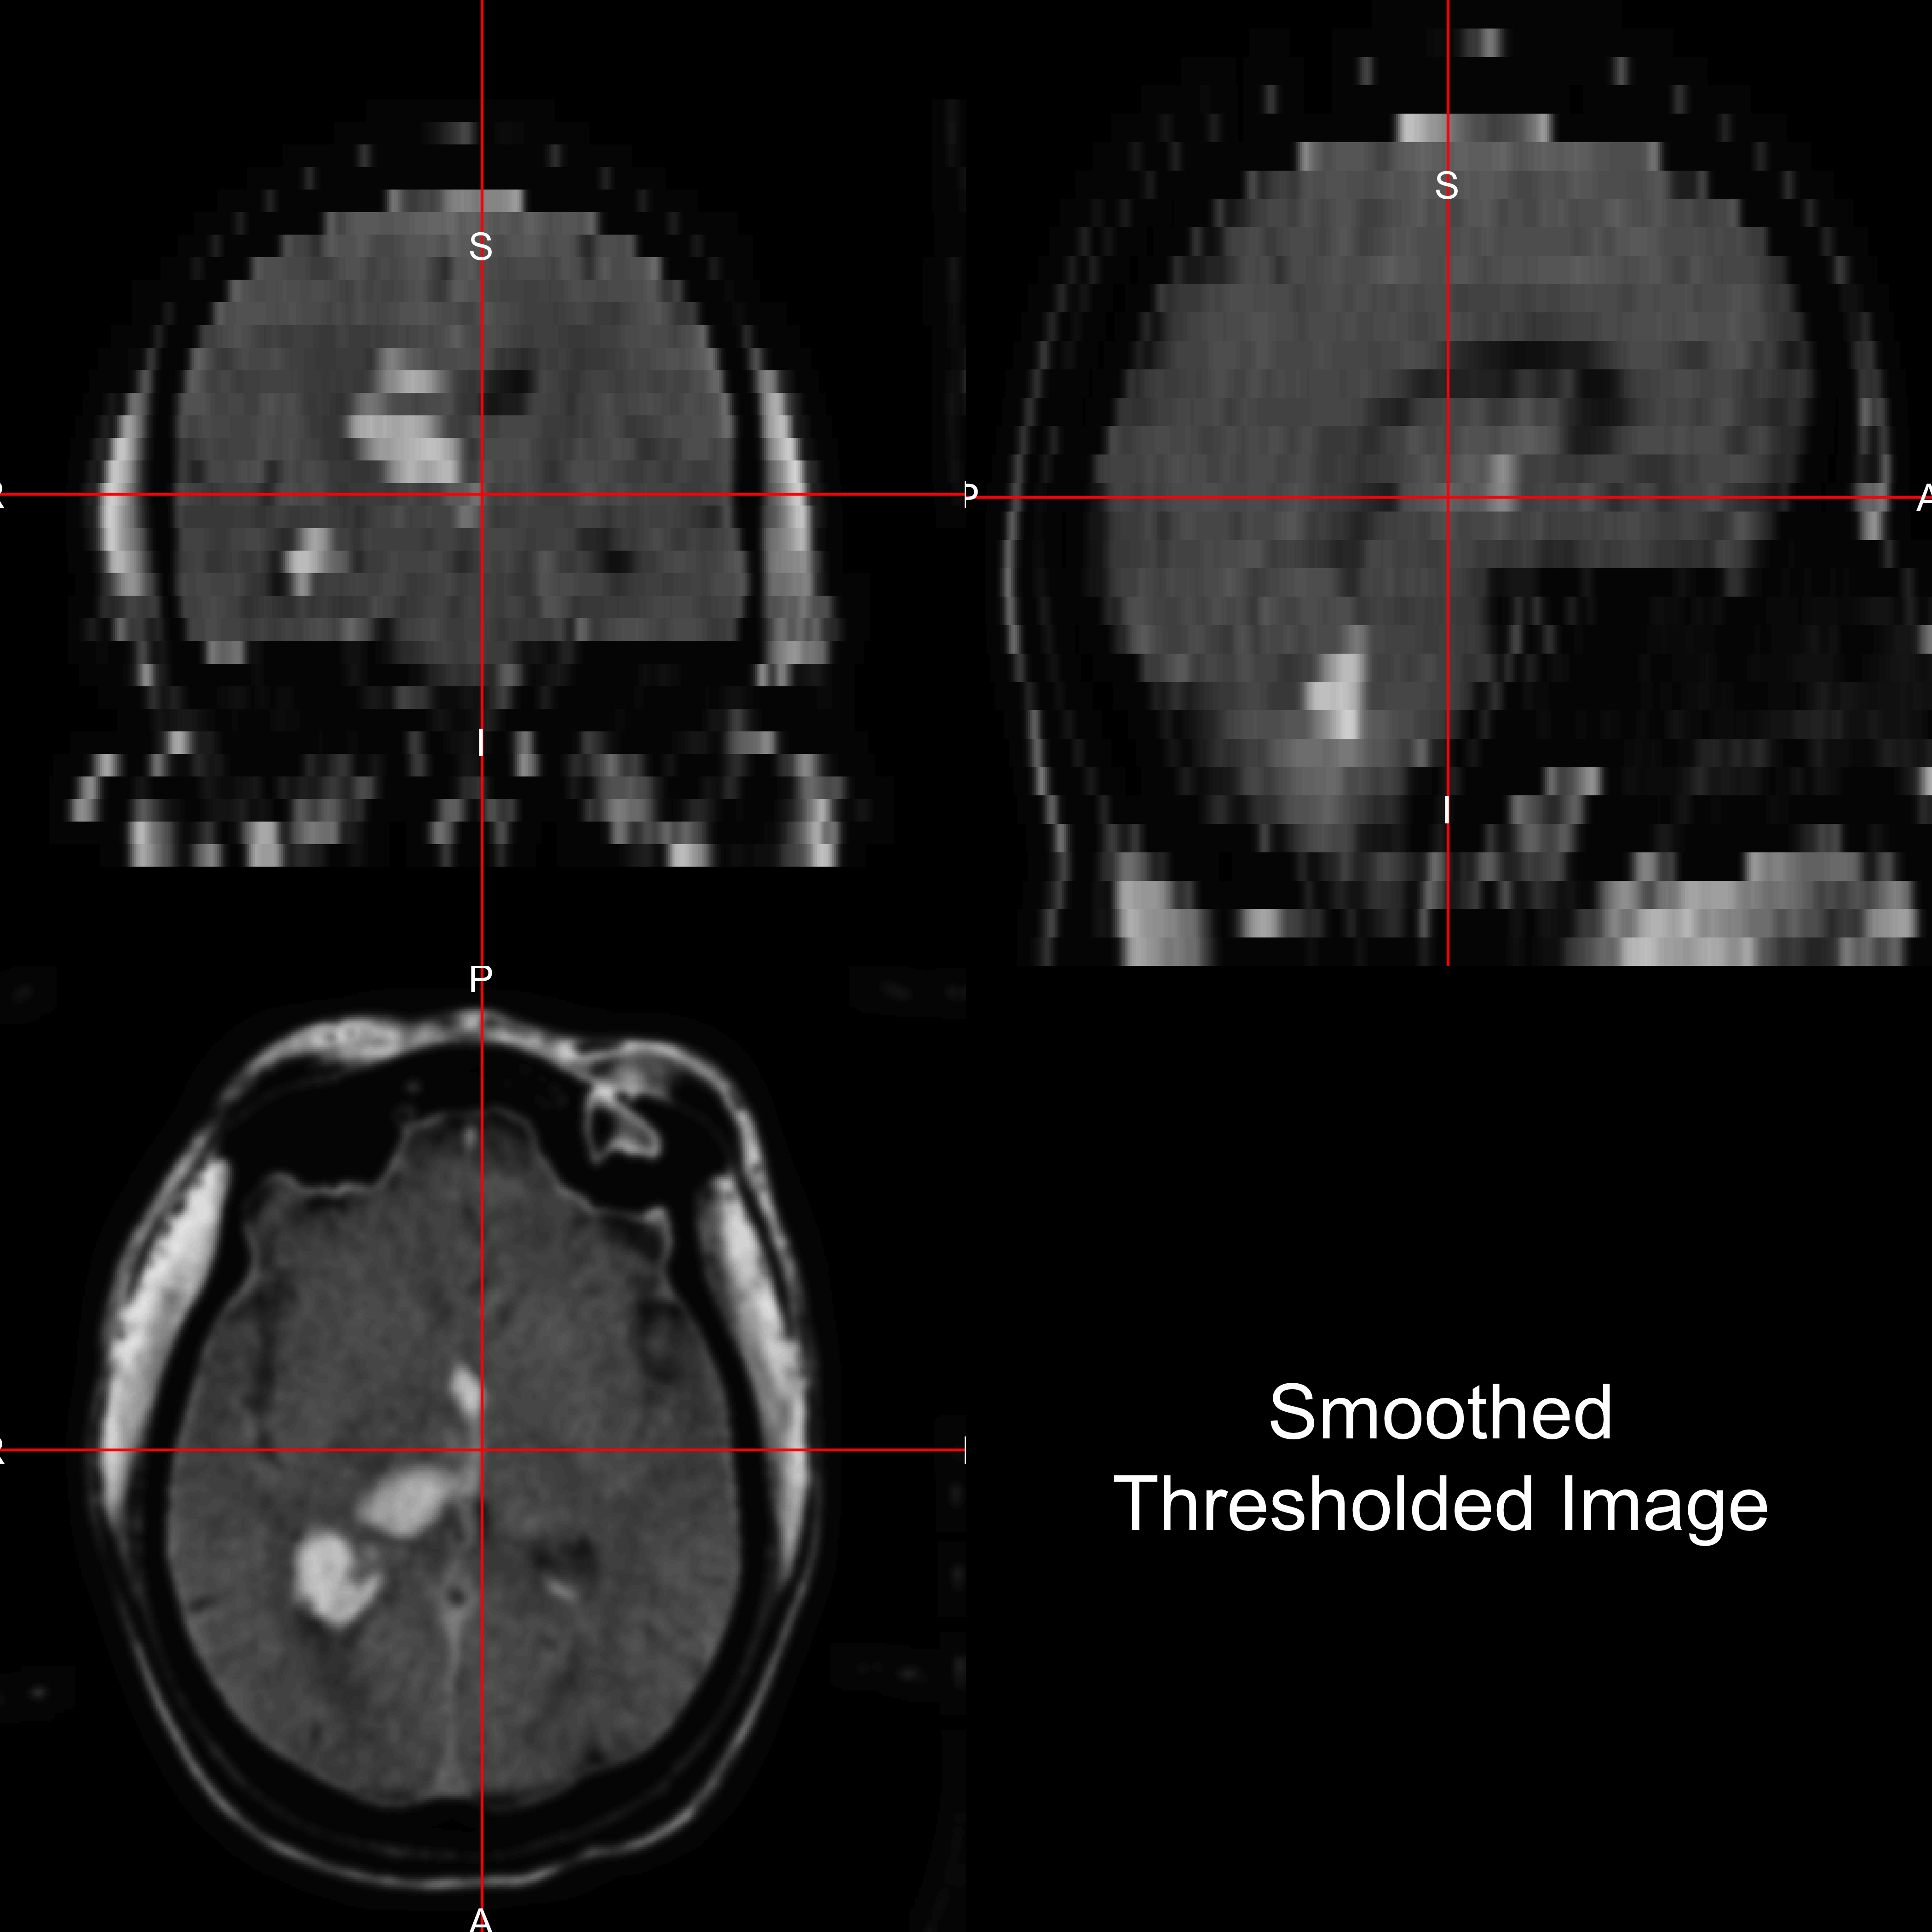 S
S
R
P
A
I
I
P
R
Smoothed
Thresholded Image
A